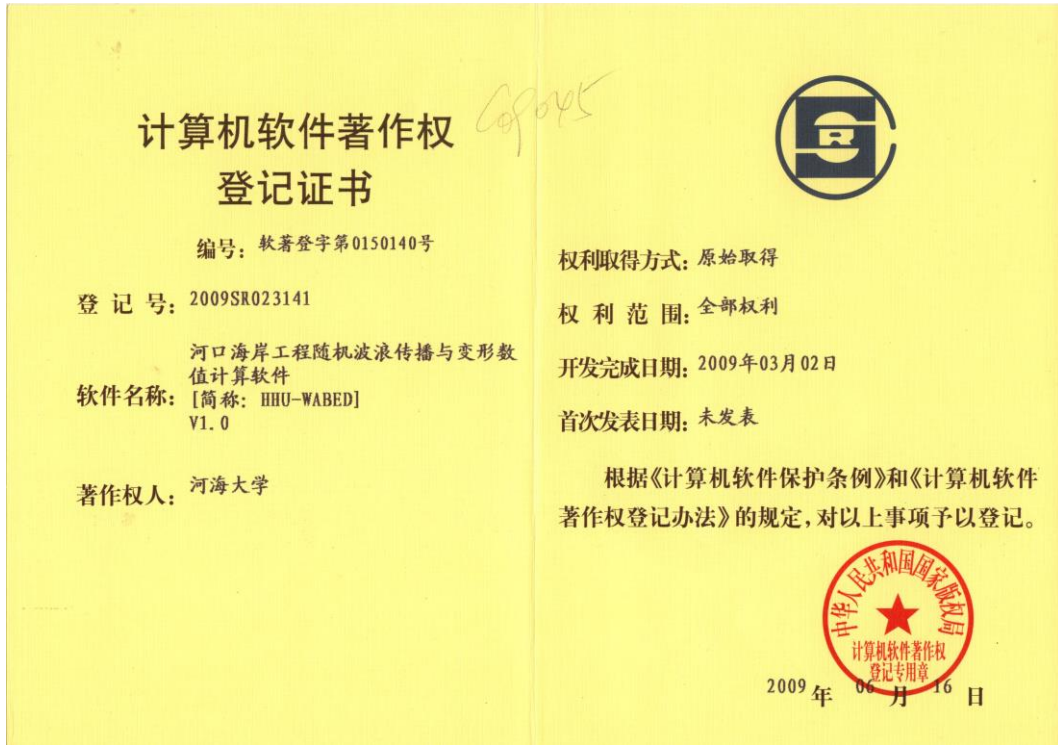 计算机软件著作权
登记证书
编号：软著登字第0150140号
登记号：2009SR023141
软件名称：河口海岸工程随机波浪传播与变形数
值计算软件
[简称：HHU-WABED]
V1.0
著作权人：河海大学
权利取得方式：原始取得
权利范围：全部权利
开发完成日期：2009年03月02日
首次发表日期：未发表
根据《计算机软件保护条例》和《计算机软件
著作权登记办法》的规定，对以上事项予以登记。
中华人民共和国国家版权局
计算机软件著作权
登记专用章
2009年06月16日